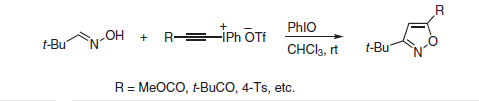 t-Bu N OH + R IPh OTf + − PhIO CHCl3, rt t-Bu N O R
R = MeOCO, t-BuCO, 4-Ts, etc.